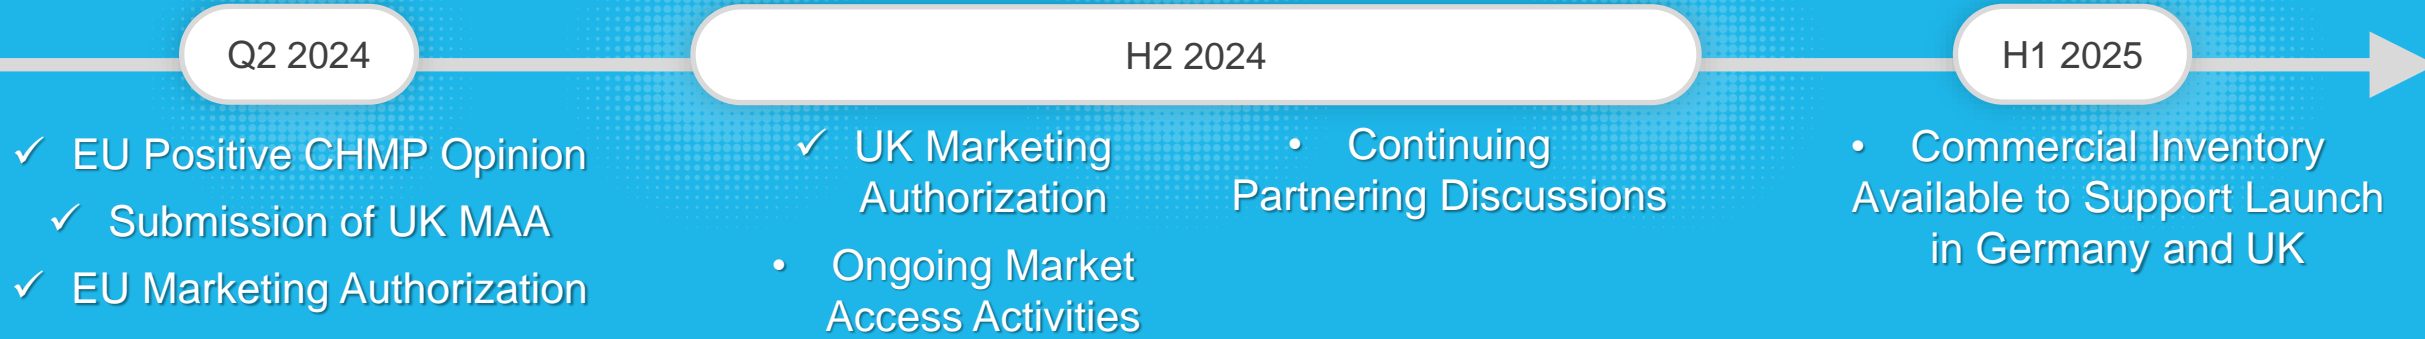 Q2 2024
✓ EU Positive CHMP Opinion
✓ Submission of UK MAA
✓ EU Marketing Authorization
H2 2024
✓ UK Marketing
Authorization
• Ongoing Market
Access Activities
• Continuing
Partnering Discussions
H1 2025
• Commercial Inventory
Available to Support Launch
in Germany and UK